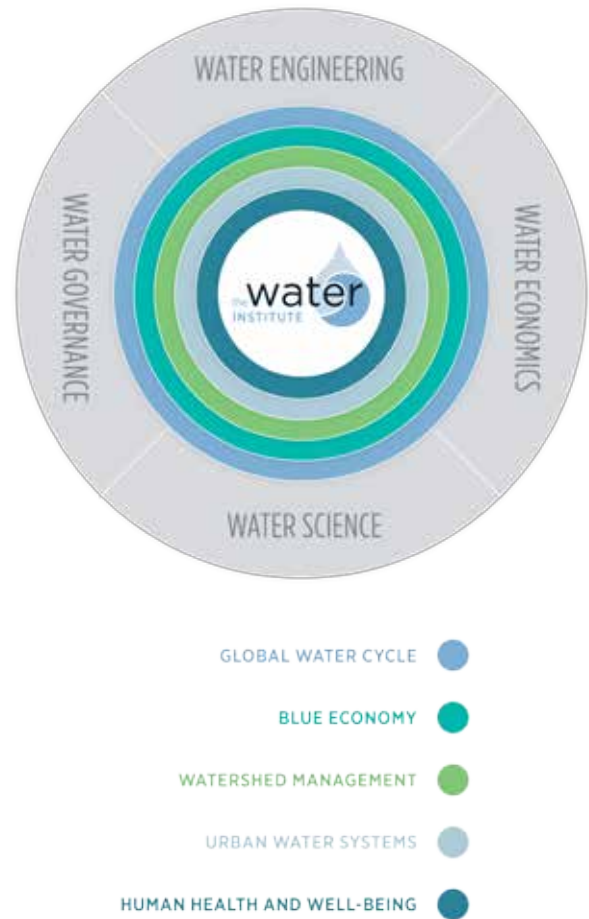 WATER ENGINEERING
WATER GOVERNANCE
the
water
INSTITUTE
WATER ECONOMICS
WATER SCIENCE
GLOBAL WATER CYCLE
BLUE ECONOMY
WATERSHED MANAGEMENT
URBAN WATER SYSTEMS
HUMAN HEALTH AND WELL-BEING